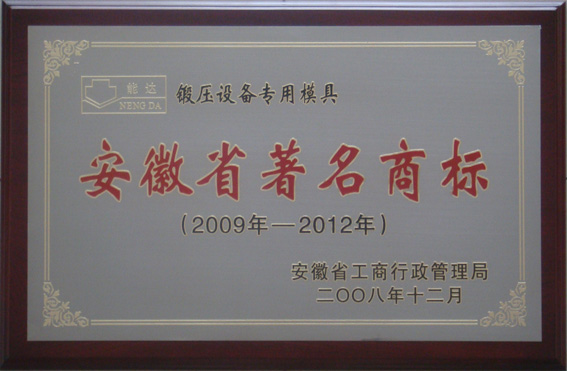 能达
NENG DA
锻压设备专用模具
安徽省著名商标
(2009年—2012年)
安徽省工商行政管理局
二〇〇八年十二月